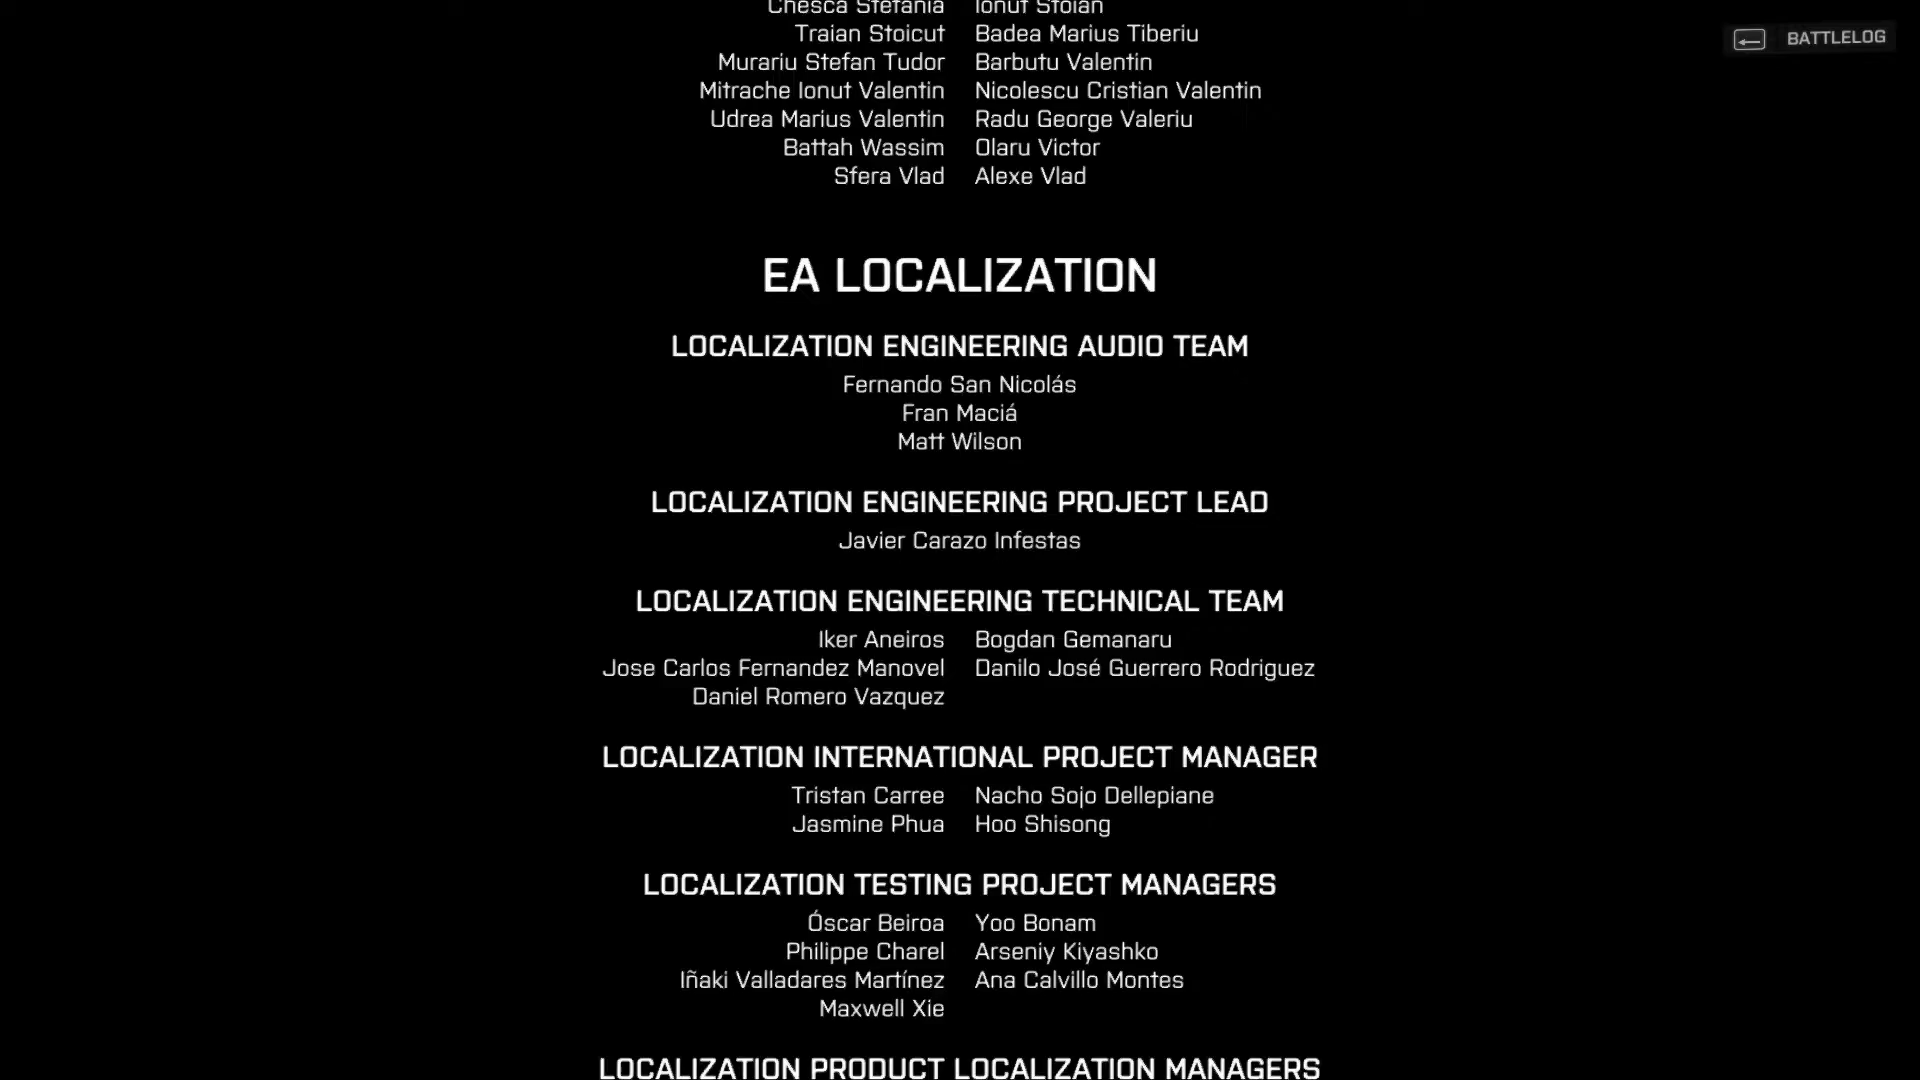 Chesca Stefania Ionut Stoian
BATTLELOG
Traian Stoicut Badea Marius Tiberiu
Murariu Stefan Tudor Barbutu Valentin
Mitrache Ionut Valentin Nicolescu Cristian Valentin
Udrea Marius Valentin Radu George Valeriu
Battah Wassim Olaru Victor
Sfera Vlad Alexe Vlad
EA LOCALIZATION
LOCALIZATION ENGINEERING AUDIO TEAM
Fernando San Nicolás
Fran Maciá
Matt Wilson
LOCALIZATION ENGINEERING PROJECT LEAD
Javier Carazo Infestas
LOCALIZATION ENGINEERING TECHNICAL TEAM
Iker Aneiros Bogdan Gemanaru
Jose Carlos Fernandez Manovel Danilo José Guerrero Rodriguez
Daniel Romero Vazquez
LOCALIZATION INTERNATIONAL PROJECT MANAGER
Tristan Carree Nacho Sojo Dellepiane
Jasmine Phua Hoo Shisong
LOCALIZATION TESTING PROJECT MANAGERS
Óscar Beiroa Yoo Bonam
Philippe Charel Arseniy Kiyashko
Iñaki Valladares Martínez Ana Calvillo Montes
Maxwell Xie
LOCALIZATION PRODUCT LOCALIZATION MANAGERS